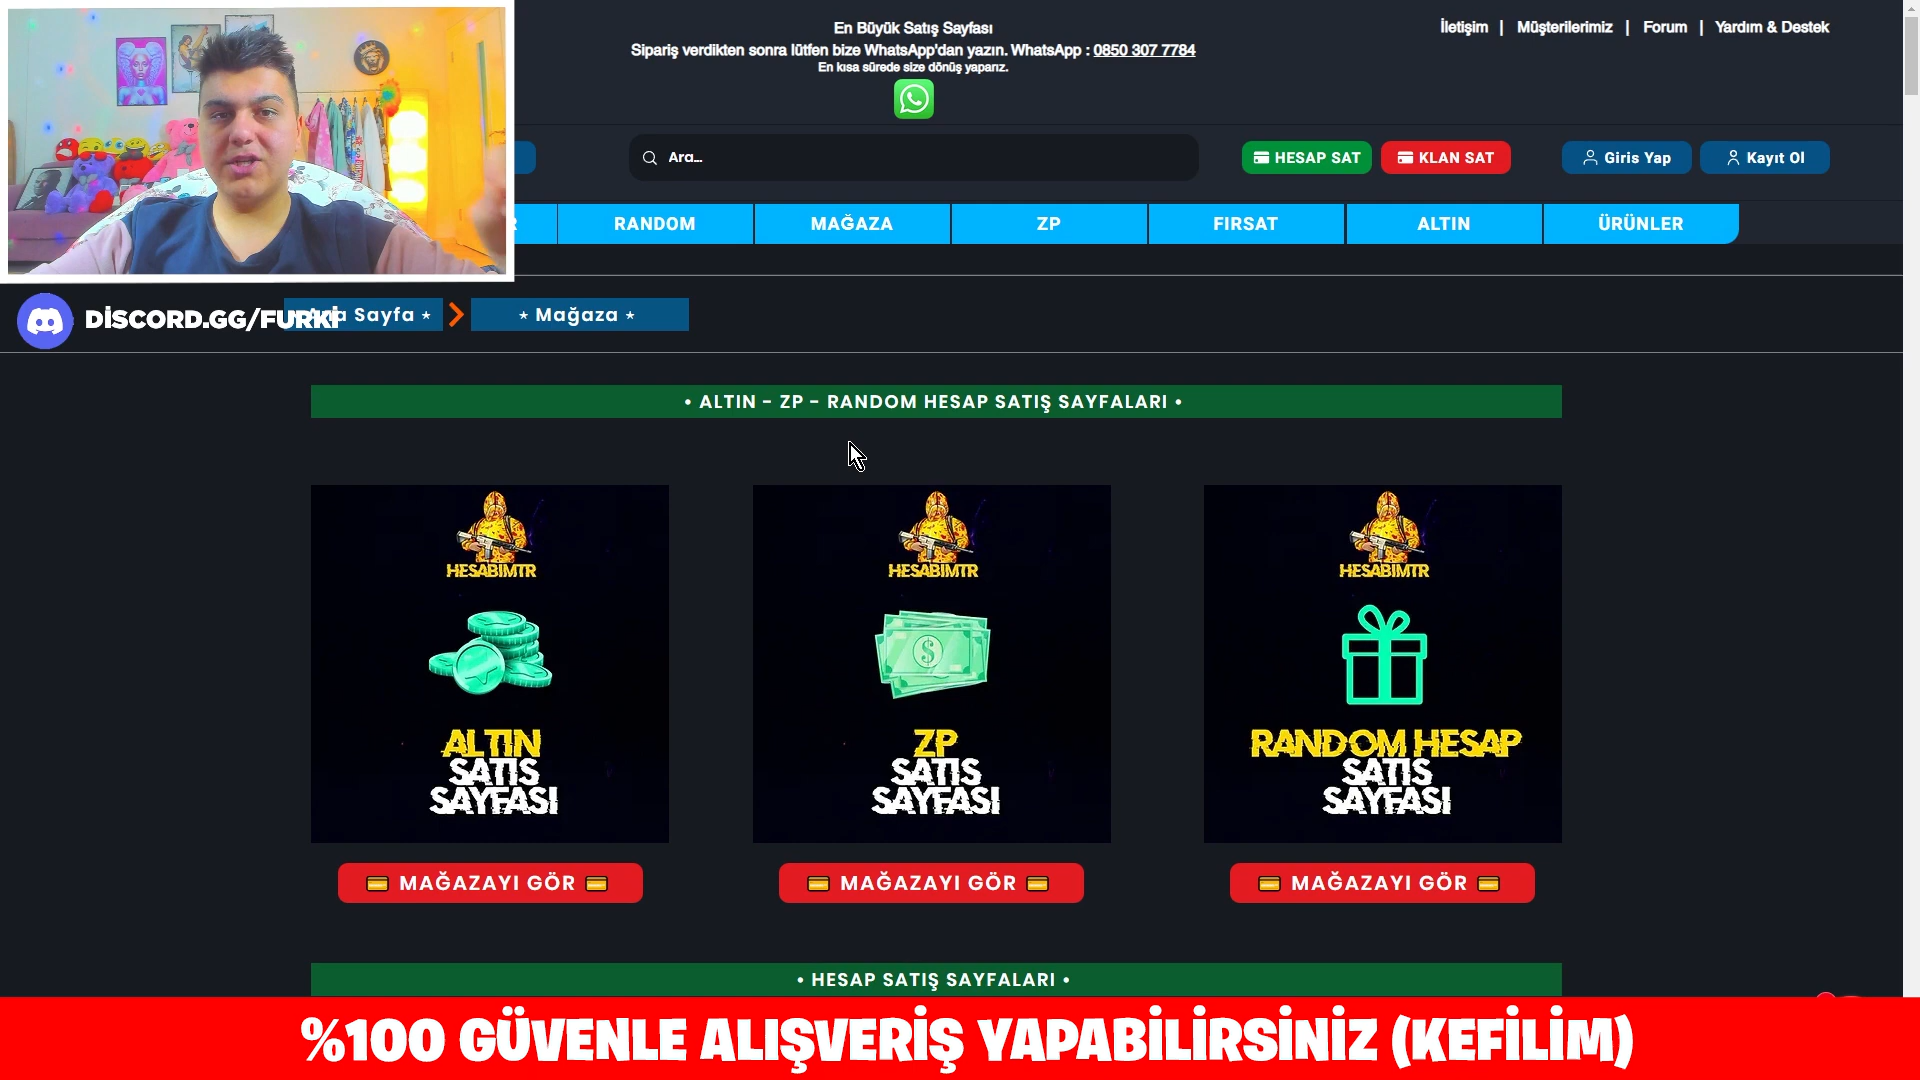 En Büyük Satış Sayfası
Sipariş verdikten sonra lütfen bize WhatsApp'dan yazın. WhatsApp : 0850 307 7784
En kısa sürede size dönüş yaparız.
İletişim | Müşterilerimiz | Forum | Yardım & Destek
Ara...
HESAP SAT
KLAN SAT
Giris Yap
Kayıt Ol
RANDOM
MAĞAZA
ZP
FIRSAT
ALTIN
ÜRÜNLER
DİSCORD.GG/FURKİ
Sayfa ⋆
⋆ Mağaza ⋆
• ALTIN - ZP - RANDOM HESAP SATIŞ SAYFALARI •
HESABIMTR
ALTIN
SATIS
SAYFASI
MAĞAZAYI GÖR
HESABIMTR
ZP
SATIS
SAYFASI
MAĞAZAYI GÖR
HESABIMTR
RANDOM HESAP
SATIS
SAYFASI
MAĞAZAYI GÖR
• HESAP SATIŞ SAYFALARI •
%100 GÜVENLE ALIŞVERİŞ YAPABİLİRSİNİZ (KEFİLİM)